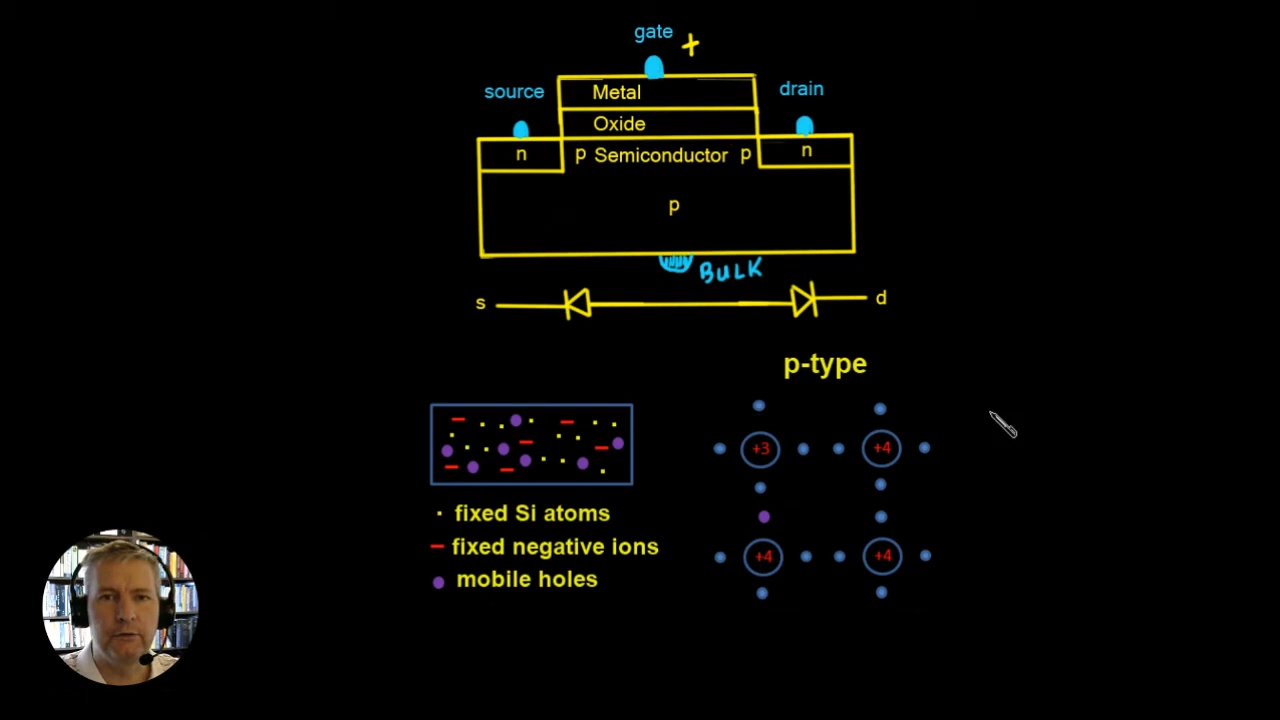 gate +
source
drain
Metal
Oxide
n
p Semiconductor p
n
p
BULK
s
d
p-type
+3
+4
fixed Si atoms
fixed negative ions
mobile holes
+4
+4